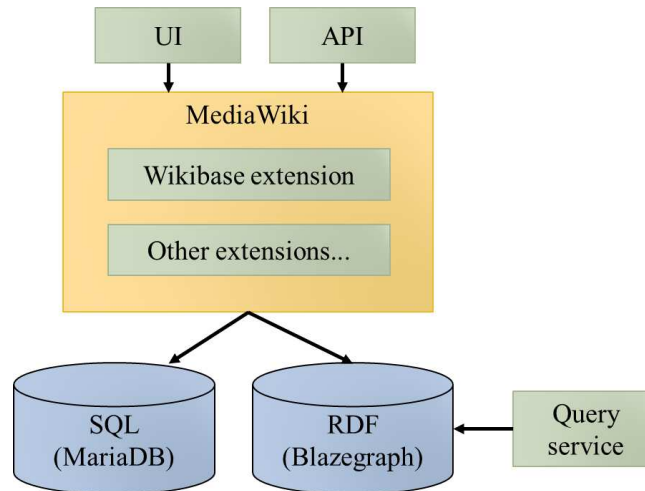 UI
API
MediaWiki
Wikibase extension
Other extensions...
SQL
(MariaDB)
RDF
(Blazegraph)
Query
service